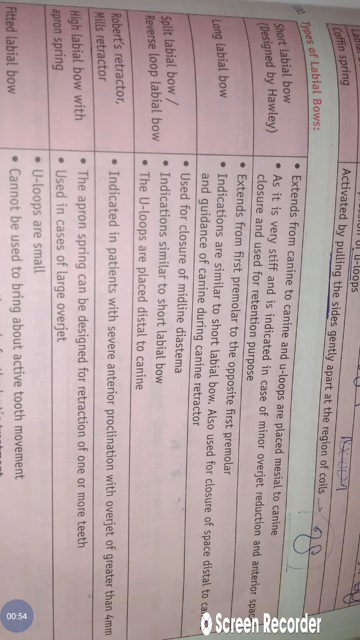 of u-loops
Coffin spring
Activated by pulling the sides gently apart at the region of coils
Types of Labial Bows:
Short labial bow
(Designed by Hawley)
• Extends from canine to canine and u-loops are placed mesial to canine
• As it is very stiff and is indicated in case of minor overjet reduction and anterior spac
closure and used for retention purpose
Long labial bow
• Extends from first premolar to the opposite first premolar
• Indications are similar to short labial bow. Also used for closure of space distal to ca
and guidance of canine during canine retractor
Split labial bow /
Reverse loop labial bow
• Used for closure of midline diastema
• Indications similar to short labial bow
• The U-loops are placed distal to canine
Robert's retractor,
Mills retractor
• Indicated in patients with severe anterior proclination with overjet of greater than 4mm
High labial bow with
apron spring
• The apron spring can be designed for retraction of one or more teeth
• Used in cases of large overjet
Fitted labial bow
• U-loops are small
• Cannot be used to bring about active tooth movement
00:54
Screen Recorder